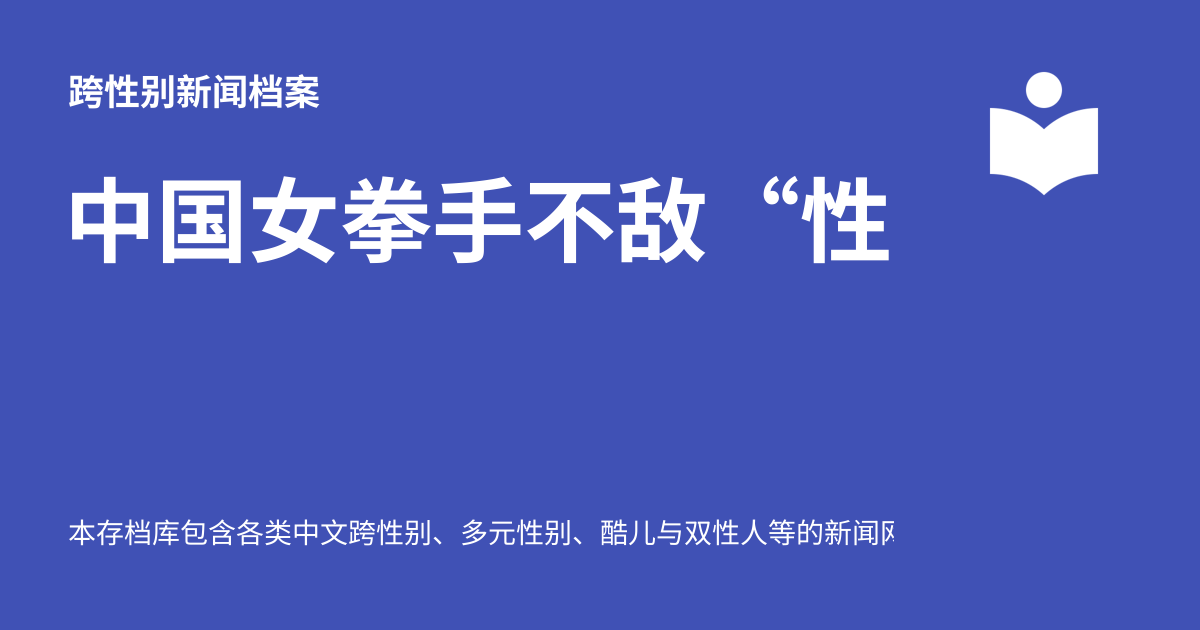 跨性别新闻档案
中国女拳手不敌“性
本存档库包含各类中文跨性别、多元性别、酷儿与双性人等的新闻网